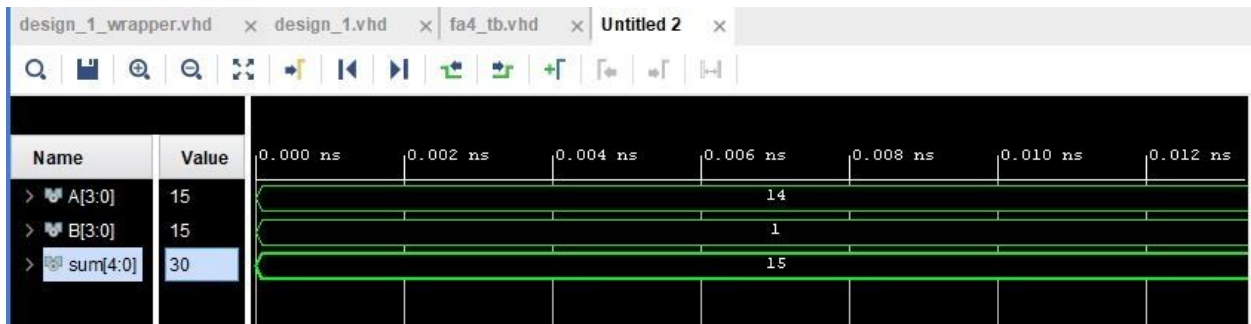 design_1_wrapper.vhd × design_1.vhd × fa4_tb.vhd × Untitled 2 ×
Name Value 0.000 ns 0.002 ns 0.004 ns 0.006 ns 0.008 ns 0.010 ns 0.012 ns
A[3:0] 15 14
B[3:0] 15 1
sum[4:0] 30 15